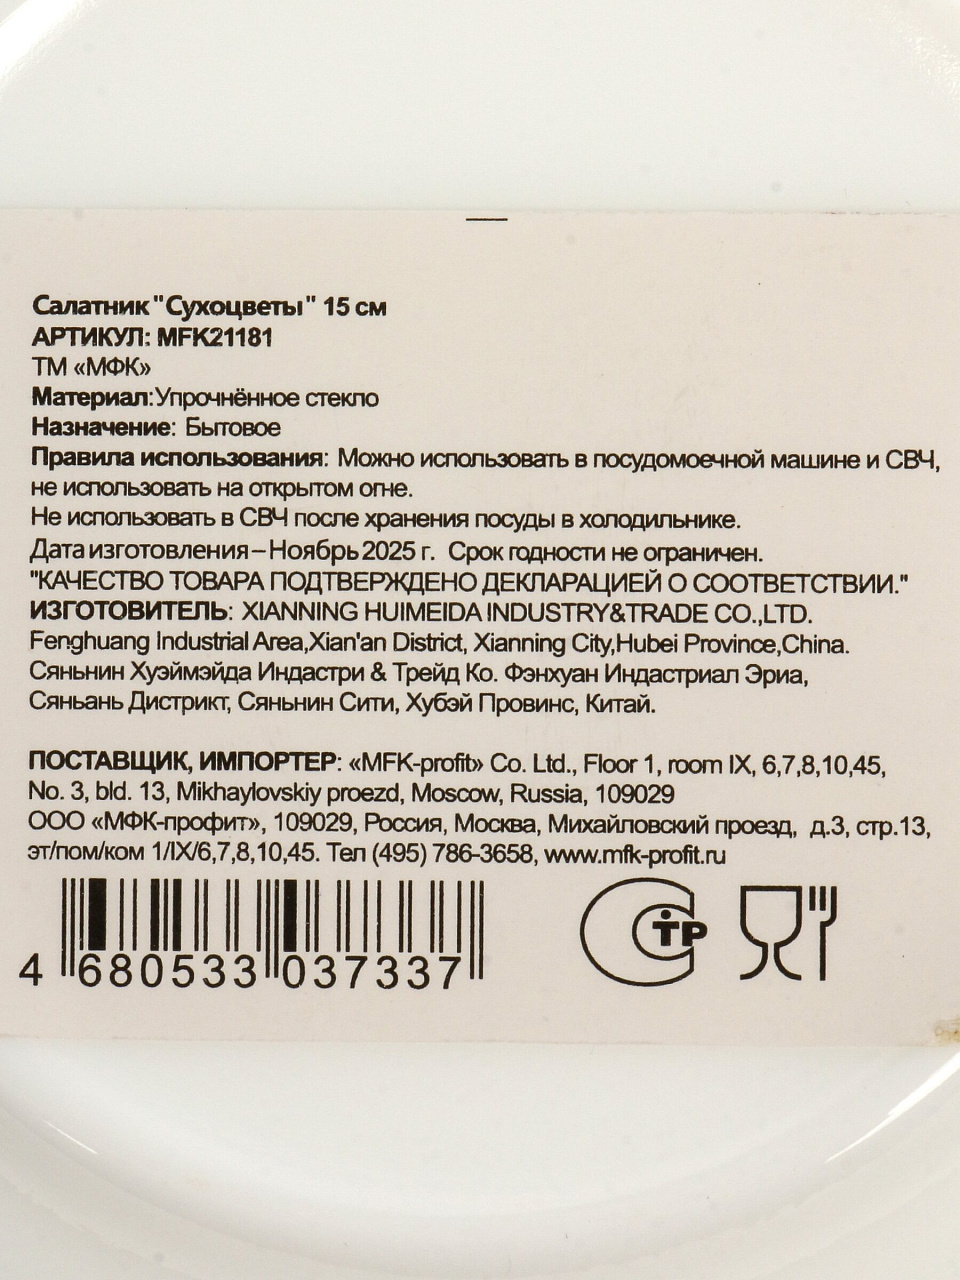 Салатник "Сухоцветы" 15 см
АРТИКУЛ: MFK21181
ТМ «МФК»
Материал:Упрочнённое стекло
Назначение: Бытовое
Правила использования: Можно использовать в посудомоечной машине и СВЧ,
не использовать на открытом огне.
Не использовать в СВЧ после хранения посуды в холодильнике.
Дата изготовления–Ноябрь 2025 г. Срок годности не ограничен.
"КАЧЕСТВО ТОВАРА ПОДТВЕРЖДЕНО ДЕКЛАРАЦИЕЙ О СООТВЕТСТВИИ."
ИЗГОТОВИТЕЛЬ: XIANNING HUIMEIDA INDUSTRY&TRADE CO.,LTD.
Fenghuang Industrial Area,Xian'an District, Xianning City,Hubei Province,China.
Сяньнин Хуэймэйда Индастри & Трейд Ко. Фэнхуан Индастриал Эриа,
Сяньань Дистрикт, Сяньнин Сити, Хубэй Провинс, Китай.
ПОСТАВЩИК, ИМПОРТЕР: «MFK-profit» Co. Ltd., Floor 1, room IX, 6,7,8,10,45,
No. 3, bld. 13, Mikhaylovskiy proezd, Moscow, Russia, 109029
ООО «МФК-профит», 109029, Россия, Москва, Михайловский проезд, д.3, стр.13,
эт/пом/ком 1/IX/6,7,8,10,45. Тел (495) 786-3658, www.mfk-profit.ru
4 680533 037337
СТР